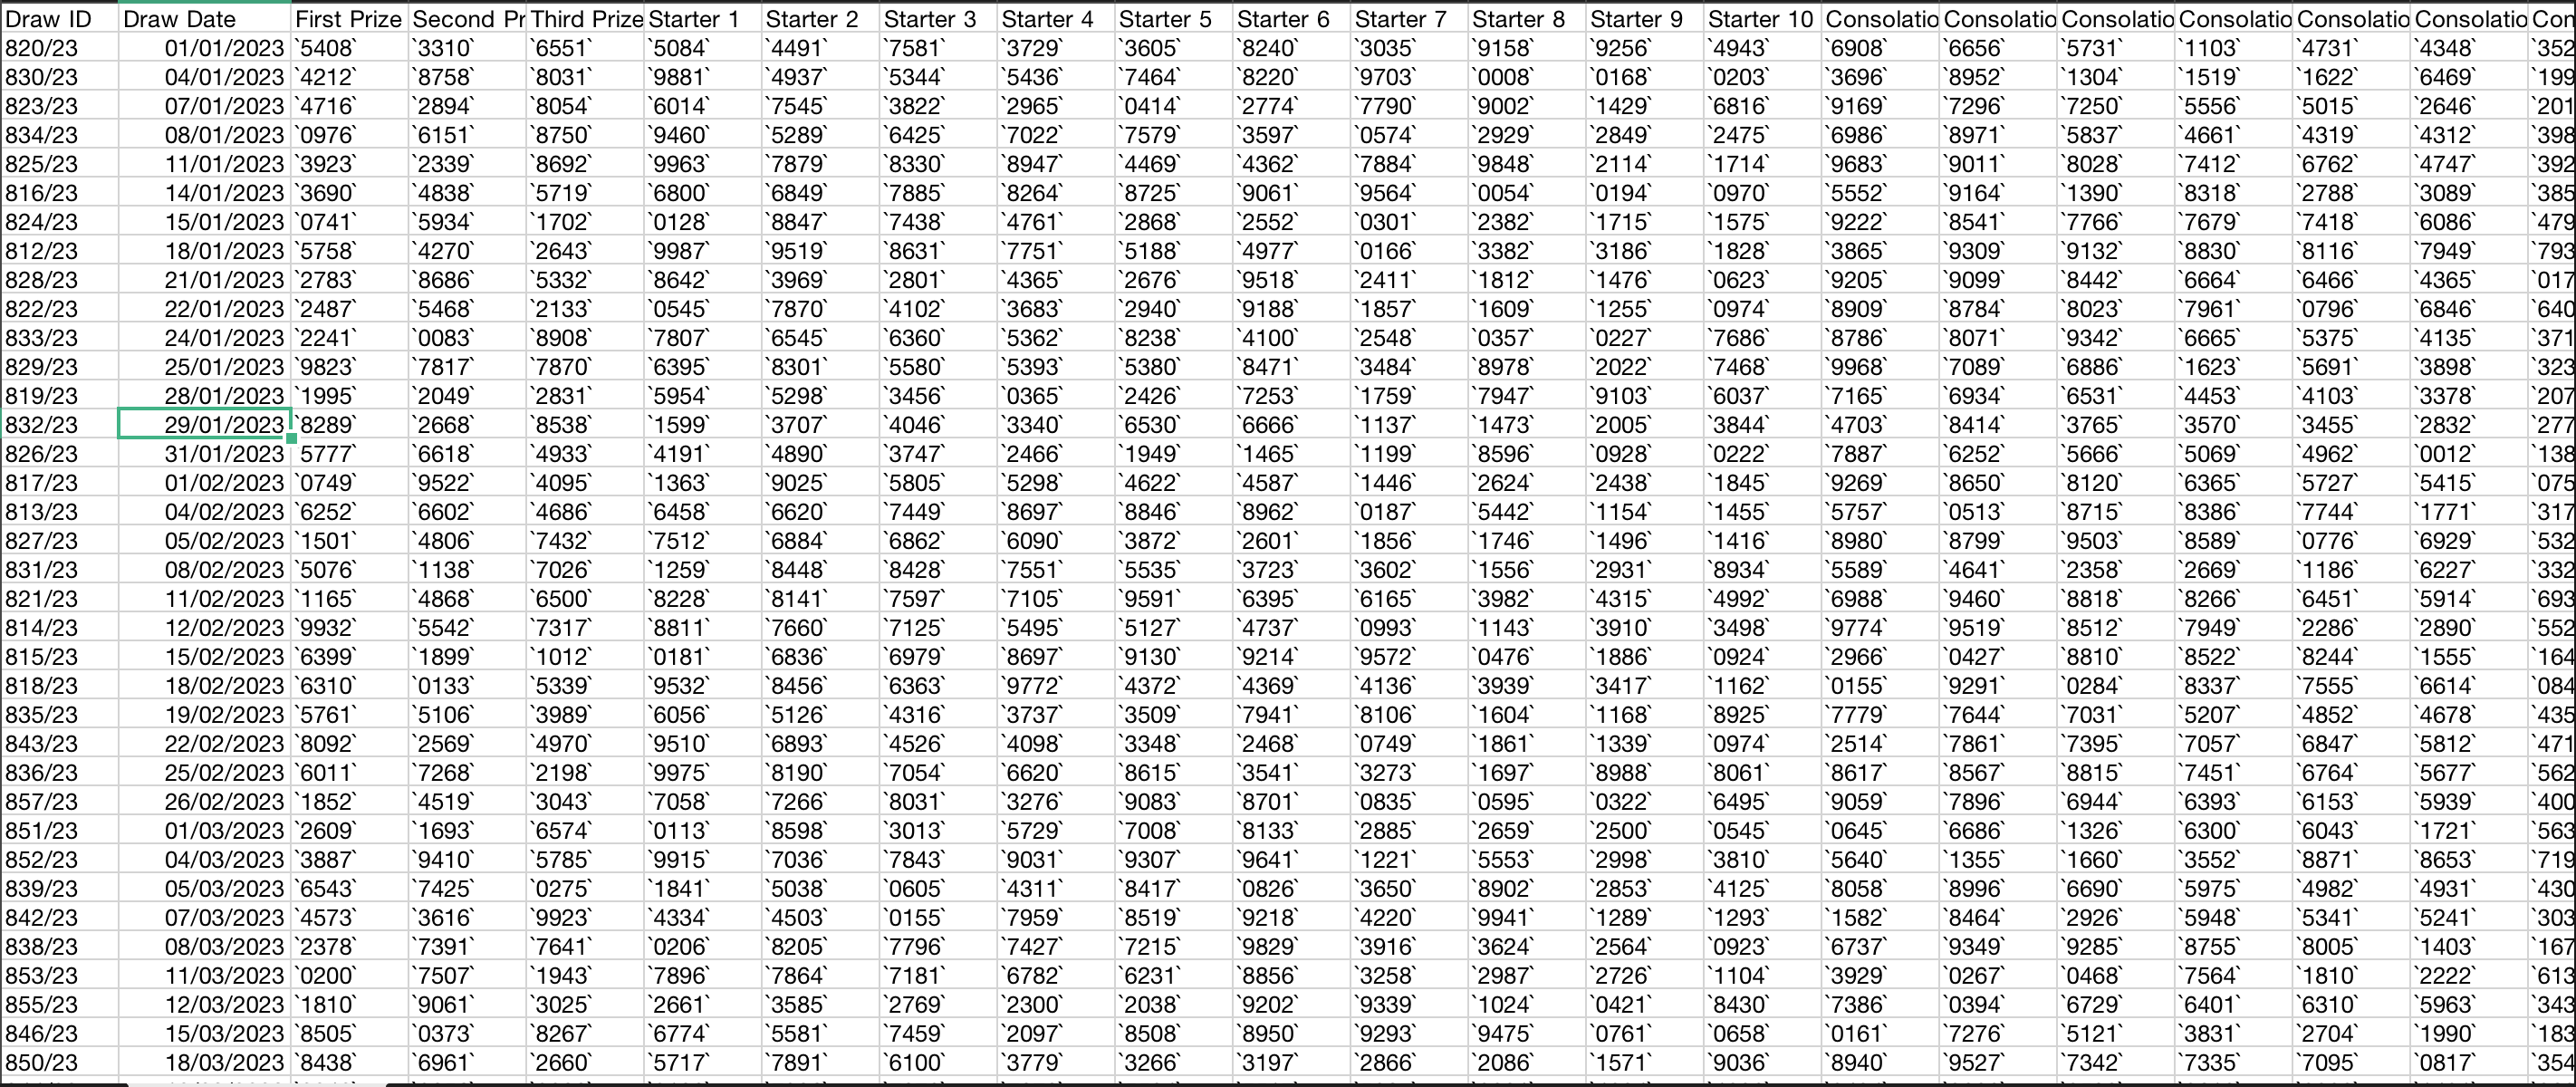 Draw ID Draw Date First Prize Second Pr Third Prize Starter 1 Starter 2 Starter 3 Starter 4 Starter 5 Starter 6 Starter 7 Starter 8 Starter 9 Starter 10 Consolatio Consolatio Consolatio Consolatio Consolatio Consolatio Con
820/23 01/01/2023 `5408` `3310` `6551` `5084` `4491` `7581` `3729` `3605` `8240` `3035` `9158` `9256` `4943` `6908` `6656` `5731` `1103` `4731` `4348` `352
830/23 04/01/2023 `4212` `8758` `8031` `9881` `4937` `5344` `5436` `7464` `8220` `9703` `0008` `0168` `0203` `3696` `8952` `1304` `1519` `1622` `6469` `199
823/23 07/01/2023 `4716` `2894` `8054` `6014` `7545` `3822` `2965` `0414` `2774` `7790` `9002` `1429` `6816` `9169` `7296` `7250` `5556` `5015` `2646` `201
834/23 08/01/2023 `0976` `6151` `8750` `9460` `5289` `6425` `7022` `7579` `3597` `0574` `2929` `2849` `2475` `6986` `8971` `5837` `4661` `4319` `4312` `398
825/23 11/01/2023 `3923` `2339` `8692` `9963` `7879` `8330` `8947` `4469` `4362` `7884` `9848` `2114` `1714` `9683` `9011` `8028` `7412` `6762` `4747` `392
816/23 14/01/2023 `3690` `4838` `5719` `6800` `6849` `7885` `8264` `8725` `9061` `9564` `0054` `0194` `0970` `5552` `9164` `1390` `8318` `2788` `3089` `385
824/23 15/01/2023 `0741` `5934` `1702` `0128` `8847` `7438` `4761` `2868` `2552` `0301` `2382` `1715` `1575` `9222` `8541` `7766` `7679` `7418` `6086` `479
812/23 18/01/2023 `5758` `4270` `2643` `9987` `9519` `8631` `7751` `5188` `4977` `0166` `3382` `3186` `1828` `3865` `9309` `9132` `8830` `8116` `7949` `793
828/23 21/01/2023 `2783` `8686` `5332` `8642` `3969` `2801` `4365` `2676` `9518` `2411` `1812` `1476` `0623` `9205` `9099` `8442` `6664` `6466` `4365` `017
822/23 22/01/2023 `2487` `5468` `2133` `0545` `7870` `4102` `3683` `2940` `9188` `1857` `1609` `1255` `0974` `8909` `8784` `8023` `7961` `0796` `6846` `640
833/23 24/01/2023 `2241` `0083` `8908` `7807` `6545` `6360` `5362` `8238` `4100` `2548` `0357` `0227` `7686` `8786` `8071` `9342` `6665` `5375` `4135` `371
829/23 25/01/2023 `9823` `7817` `7870` `6395` `8301` `5580` `5393` `5380` `8471` `3484` `8978` `2022` `7468` `9968` `7089` `6886` `1623` `5691` `3898` `323
819/23 28/01/2023 `1995` `2049` `2831` `5954` `5298` `3456` `0365` `2426` `7253` `1759` `7947` `9103` `6037` `7165` `6934` `6531` `4453` `4103` `3378` `207
832/23 29/01/2023 `8289` `2668` `8538` `1599` `3707` `4046` `3340` `6530` `6666` `1137` `1473` `2005` `3844` `4703` `8414` `3765` `3570` `3455` `2832` `277
826/23 31/01/2023 `5777` `6618` `4933` `4191` `4890` `3747` `2466` `1949` `1465` `1199` `8596` `0928` `0222` `7887` `6252` `5666` `5069` `4962` `0012` `138
817/23 01/02/2023 `0749` `9522` `4095` `1363` `9025` `5805` `5298` `4622` `4587` `1446` `2624` `2438` `1845` `9269` `8650` `8120` `6365` `5727` `5415` `075
813/23 04/02/2023 `6252` `6602` `4686` `6458` `6620` `7449` `8697` `8846` `8962` `0187` `5442` `1154` `1455` `5757` `0513` `8715` `8386` `7744` `1771` `317
827/23 05/02/2023 `1501` `4806` `7432` `7512` `6884` `6862` `6090` `3872` `2601` `1856` `1746` `1496` `1416` `8980` `8799` `9503` `8589` `0776` `6929` `532
831/23 08/02/2023 `5076` `1138` `7026` `1259` `8448` `8428` `7551` `5535` `3723` `3602` `1556` `2931` `8934` `5589` `4641` `2358` `2669` `1186` `6227` `332
821/23 11/02/2023 `1165` `4868` `6500` `8228` `8141` `7597` `7105` `9591` `6395` `6165` `3982` `4315` `4992` `6988` `9460` `8818` `8266` `6451` `5914` `693
814/23 12/02/2023 `9932` `5542` `7317` `8811` `7660` `7125` `5495` `5127` `4737` `0993` `1143` `3910` `3498` `9774` `9519` `8512` `7949` `2286` `2890` `552
815/23 15/02/2023 `6399` `1899` `1012` `0181` `6836` `6979` `8697` `9130` `9214` `9572` `0476` `1886` `0924` `2966` `0427` `8810` `8522` `8244` `1555` `164
818/23 18/02/2023 `6310` `0133` `5339` `9532` `8456` `6363` `9772` `4372` `4369` `4136` `3939` `3417` `1162` `0155` `9291` `0284` `8337` `7555` `6614` `084
835/23 19/02/2023 `5761` `5106` `3989` `6056` `5126` `4316` `3737` `3509` `7941` `8106` `1604` `1168` `8925` `7779` `7644` `7031` `5207` `4852` `4678` `435
843/23 22/02/2023 `8092` `2569` `4970` `9510` `6893` `4526` `4098` `3348` `2468` `0749` `1861` `1339` `0974` `2514` `7861` `7395` `7057` `6847` `5812` `471
836/23 25/02/2023 `6011` `7268` `2198` `9975` `8190` `7054` `6620` `8615` `3541` `3273` `1697` `8988` `8061` `8617` `8567` `8815` `7451` `6764` `5677` `562
857/23 26/02/2023 `1852` `4519` `3043` `7058` `7266` `8031` `3276` `9083` `8701` `0835` `0595` `0322` `6495` `9059` `7896` `6944` `6393` `6153` `5939` `400
851/23 01/03/2023 `2609` `1693` `6574` `0113` `8598` `3013` `5729` `7008` `8133` `2885` `2659` `2500` `0545` `0645` `6686` `1326` `6300` `6043` `1721` `563
852/23 04/03/2023 `3887` `9410` `5785` `9915` `7036` `7843` `9031` `9307` `9641` `1221` `5553` `2998` `3810` `5640` `1355` `1660` `3552` `8871` `8653` `719
839/23 05/03/2023 `6543` `7425` `0275` `1841` `5038` `0605` `4311` `8417` `0826` `3650` `8902` `2853` `4125` `8058` `8996` `6690` `5975` `4982` `4931` `430
842/23 07/03/2023 `4573` `3616` `9923` `4334` `4503` `0155` `7959` `8519` `9218` `4220` `9941` `1289` `1293` `1582` `8464` `2926` `5948` `5341` `5241` `303
838/23 08/03/2023 `2378` `7391` `7641` `0206` `8205` `7796` `7427` `7215` `9829` `3916` `3624` `2564` `0923` `6737` `9349` `9285` `8755` `8005` `1403` `167
853/23 11/03/2023 `0200` `7507` `1943` `7896` `7864` `7181` `6782` `6231` `8856` `3258` `2987` `2726` `1104` `3929` `0267` `0468` `7564` `1810` `2222` `613
855/23 12/03/2023 `1810` `9061` `3025` `2661` `3585` `2769` `2300` `2038` `9202` `9339` `1024` `0421` `8430` `7386` `0394` `6729` `6401` `6310` `5963` `343
846/23 15/03/2023 `8505` `0373` `8267` `6774` `5581` `7459` `2097` `8508` `8950` `9293` `9475` `0761` `0658` `0161` `7276` `5121` `3831` `2704` `1990` `183
850/23 18/03/2023 `8438` `6961` `2660` `5717` `7891` `6100` `3779` `3266` `3197` `2866` `2086` `1571` `9036` `8940` `9527` `7342` `7335` `7095` `0817` `354